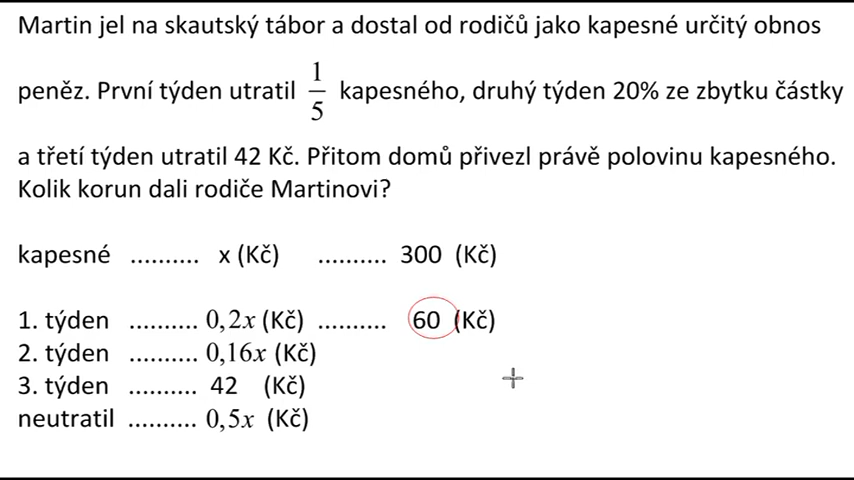 Martin jel na skautský tábor a dostal od rodičů jako kapesné určitý obnos
peněz. První týden utratil 1/5 kapesného, druhý týden 20% ze zbytku částky
a třetí týden utratil 42 Kč. Přitom domů přivezl právě polovinu kapesného.
Kolik korun dali rodiče Martinovi?
kapesné .......... x (Kč) .......... 300 (Kč)
1. týden .......... 0,2x (Kč) .......... 60 (Kč)
2. týden .......... 0,16x (Kč)
3. týden .......... 42 (Kč)
neutratil .......... 0,5x (Kč)